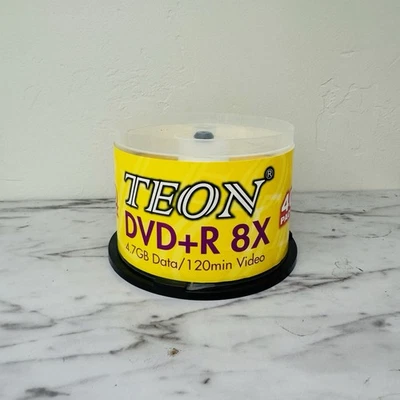 TEON®
DVD+R 8X
4.7GB Data/120min Video